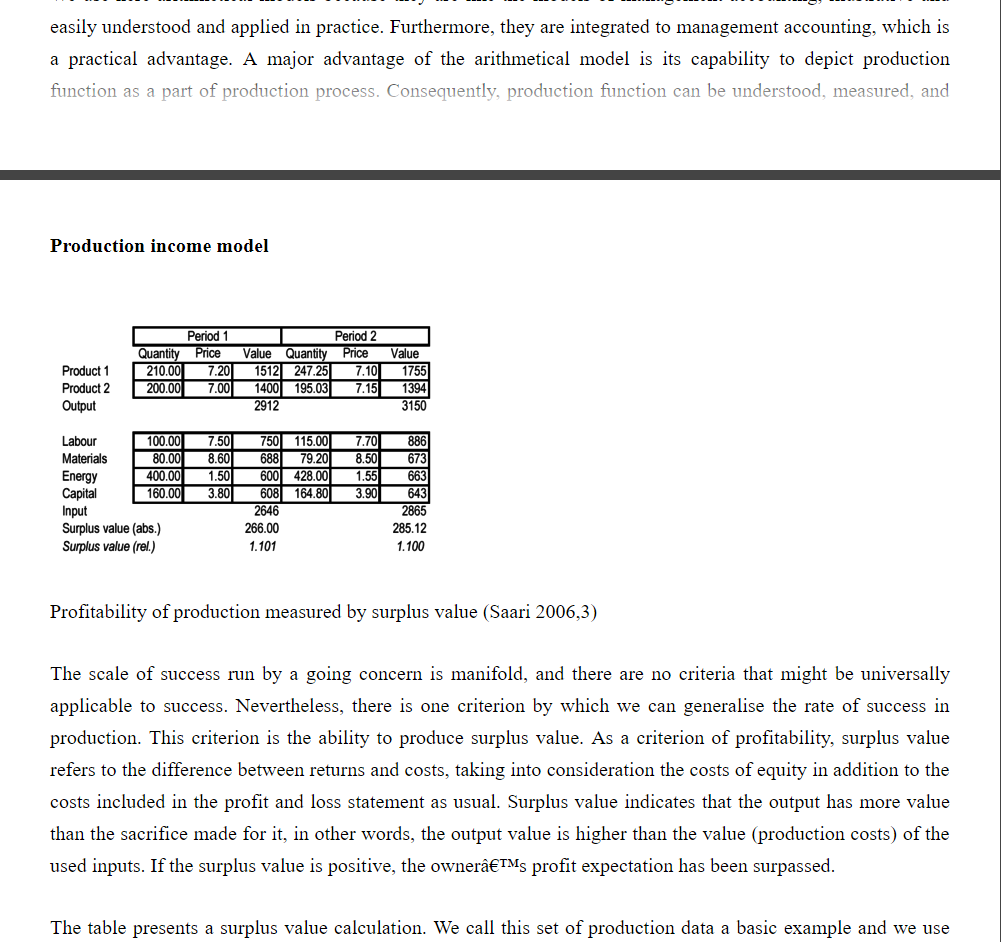 easily understood and applied in practice. Furthermore, they are integrated to management accounting, which is
a practical advantage. A major advantage of the arithmetical model is its capability to depict production
function as a part of production process. Consequently, production function can be understood, measured, and
Production income model
Period 1 Period 2
Quantity Price Value Quantity Price Value
Product 1 210.00 7.20 1512 247.25 7.10 1755
Product 2 200.00 7.00 1400 195.03 7.15 1394
Output 2912 3150
Labour 100.00 7.50 750 115.00 7.70 886
Materials 80.00 8.60 688 79.20 8.50 673
Energy 400.00 1.50 600 428.00 1.55 663
Capital 160.00 3.80 608 164.80 3.90 643
Input 2646 2865
Surplus value (abs.) 266.00 285.12
Surplus value (rel.) 1.101 1.100
Profitability of production measured by surplus value (Saari 2006,3)
The scale of success run by a going concern is manifold, and there are no criteria that might be universally
applicable to success. Nevertheless, there is one criterion by which we can generalise the rate of success in
production. This criterion is the ability to produce surplus value. As a criterion of profitability, surplus value
refers to the difference between returns and costs, taking into consideration the costs of equity in addition to the
costs included in the profit and loss statement as usual. Surplus value indicates that the output has more value
than the sacrifice made for it, in other words, the output value is higher than the value (production costs) of the
used inputs. If the surplus value is positive, the ownerâ€™s profit expectation has been surpassed.
The table presents a surplus value calculation. We call this set of production data a basic example and we use